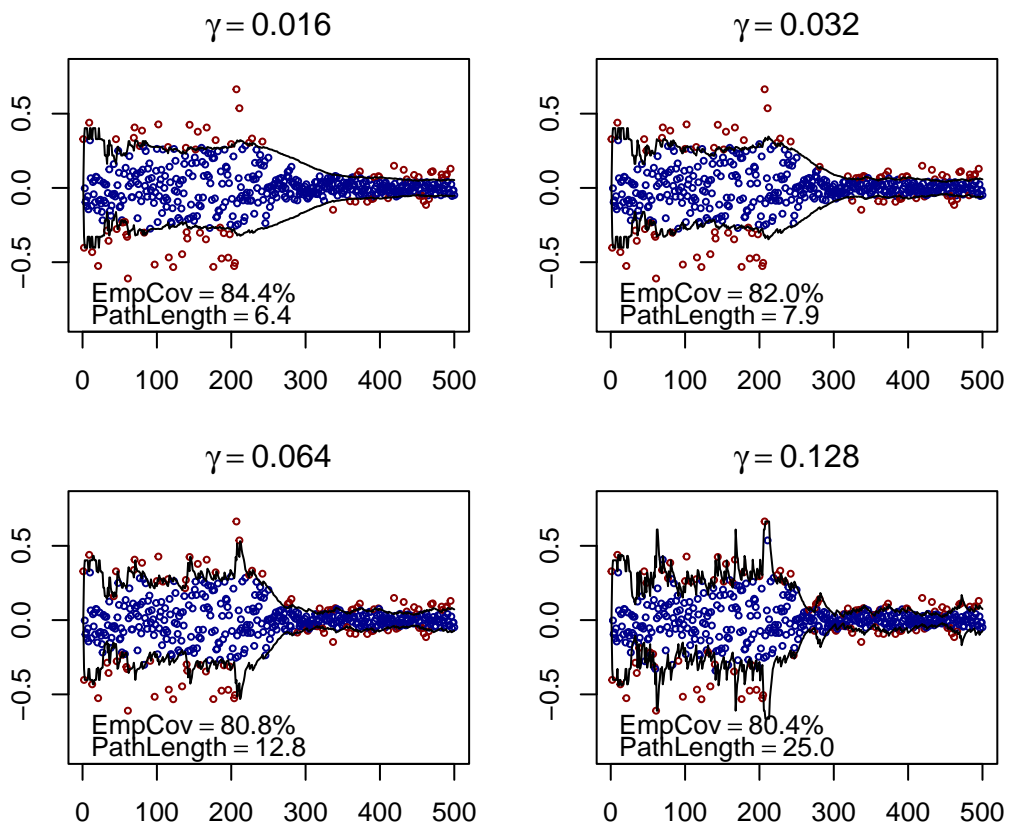 γ = 0.016
0.5
0.0
−0.5
EmpCov = 84.4%
PathLength = 6.4
0 100 200 300 400 500
γ = 0.032
0.5
0.0
−0.5
EmpCov = 82.0%
PathLength = 7.9
0 100 200 300 400 500
γ = 0.064
0.5
0.0
−0.5
EmpCov = 80.8%
PathLength = 12.8
0 100 200 300 400 500
γ = 0.128
0.5
0.0
−0.5
EmpCov = 80.4%
PathLength = 25.0
0 100 200 300 400 500